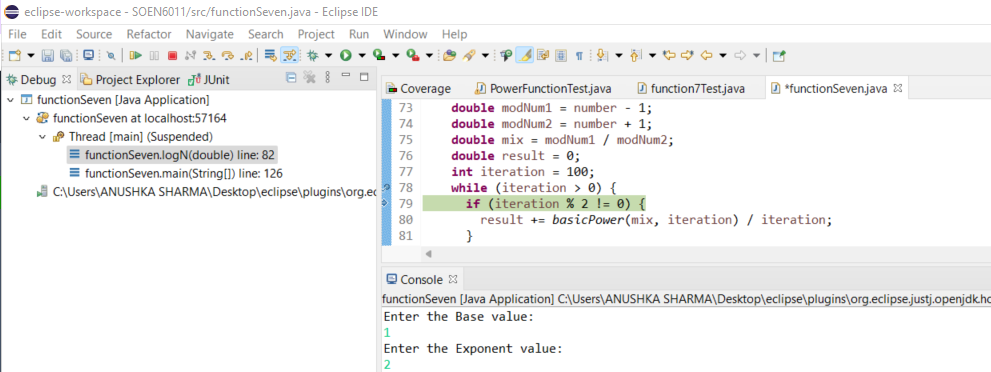 eclipse-workspace - SOEN6011/src/functionSeven.java - Eclipse IDE
File Edit Source Refactor Navigate Search Project Run Window Help
Debug Project Explorer JUnit
functionSeven [Java Application]
functionSeven at localhost:57164
Thread [main] (Suspended)
functionSeven.logN(double) line: 82
functionSeven.main(String[]) line: 126
C:\Users\ANUSHKA SHARMA\Desktop\eclipse\plugins\org.ec
Coverage PowerFunctionTest.java function7Test.java *functionSeven.java
73 double modNum1 = number - 1;
74 double modNum2 = number + 1;
75 double mix = modNum1 / modNum2;
76 double result = 0;
77 int iteration = 100;
78 while (iteration > 0) {
79 if (iteration % 2 != 0) {
80 result += basicPower(mix, iteration) / iteration;
81 }
Console
functionSeven [Java Application] C:\Users\ANUSHKA SHARMA\Desktop\eclipse\plugins\org.eclipse.justj.openjdk.ho
Enter the Base value:
1
Enter the Exponent value:
2